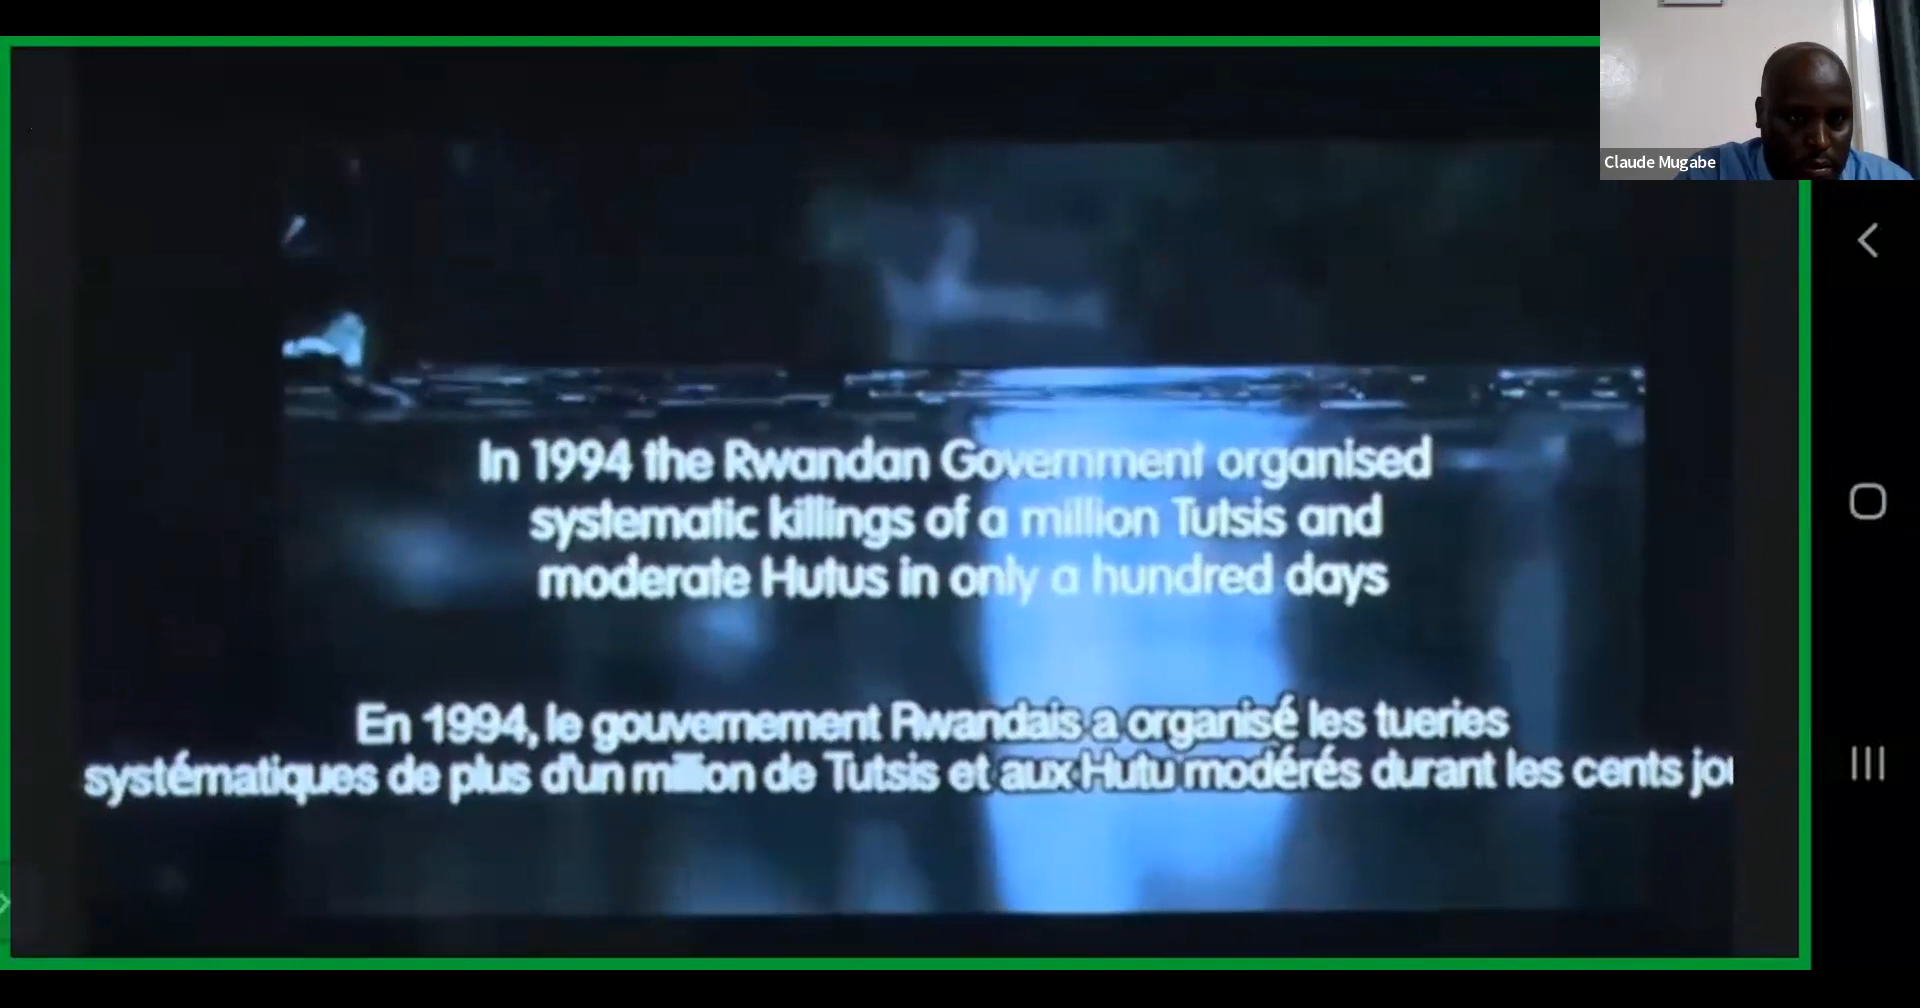 Claude Mugabe
In 1994 the Rwandan Government organised
systematic killings of a million Tutsis and
moderate Hutus in only a hundred days
En 1994, le gouvernement Rwandais a organisé les tueries
systématiques de plus d'un million de Tutsis et aux Hutu modérés durant les cents jou